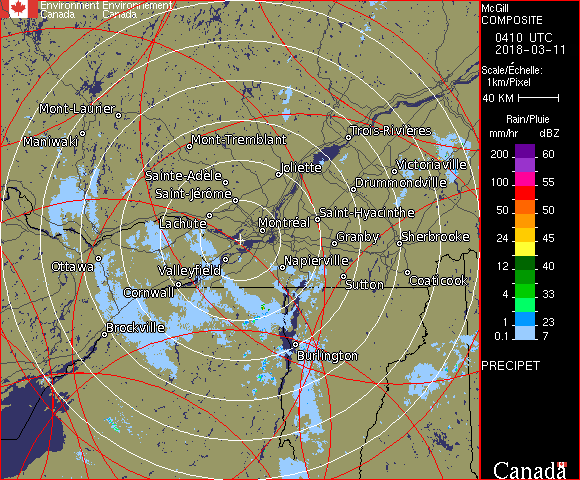 Environment Environnement
Canada Canada
McGill
COMPOSITE
0410 UTC
2018-03-11
Scale/Échelle:
1km/Pixel
40 KM
Rain/Pluie
mm/hr dBZ
200 60
100 55
50 50
24 45
12 40
4 33
1 23
0.1 7
PRECIPET
Canada
Mont-Laurier
Maniwaki
Mont-Tremblant
Trois-Rivières
Victoriaville
Joliette
Sainte-Adèle
Drummondville
Saint-Jérôme
Saint-Hyacinthe
Lachute
Montréal
Granby
Sherbrooke
Ottawa
Valleyfield
Napierville
Cornwall
Sutton
Coaticook
Brockville
Burlington